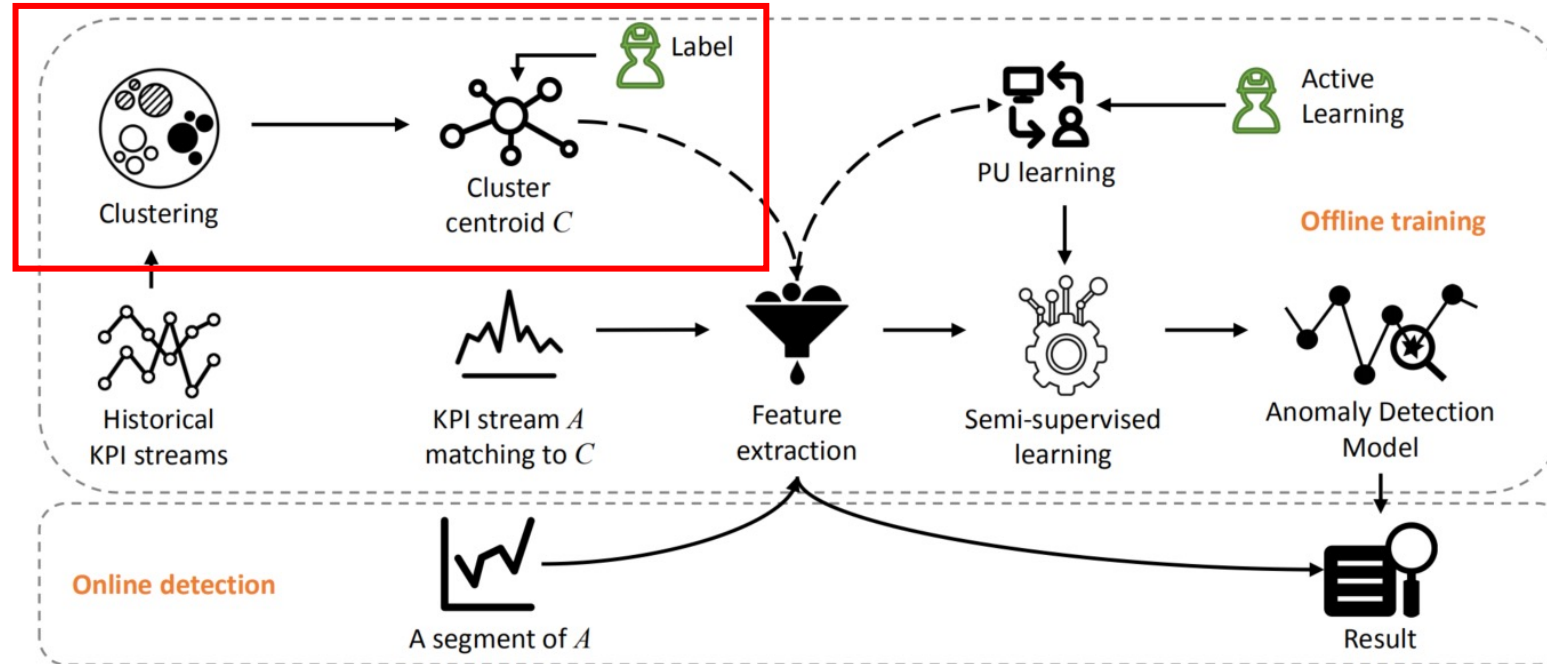 Label
Clustering
Cluster
centroid C
Active
Learning
PU learning
Offline training
Historical
KPI streams
KPI stream A
matching to C
Feature
extraction
Semi-supervised
learning
Anomaly Detection
Model
Online detection
A segment of A
Result